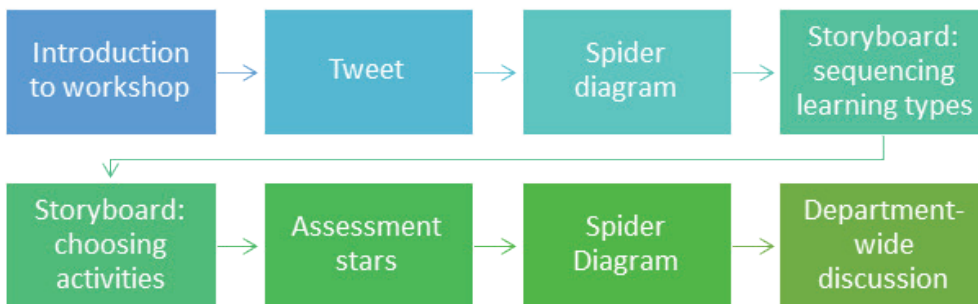 Introduction
to workshop
Tweet
Spider
diagram
Storyboard:
sequencing
learning types
Storyboard:
choosing
activities
Assessment
stars
Spider
Diagram
Department-
wide
discussion